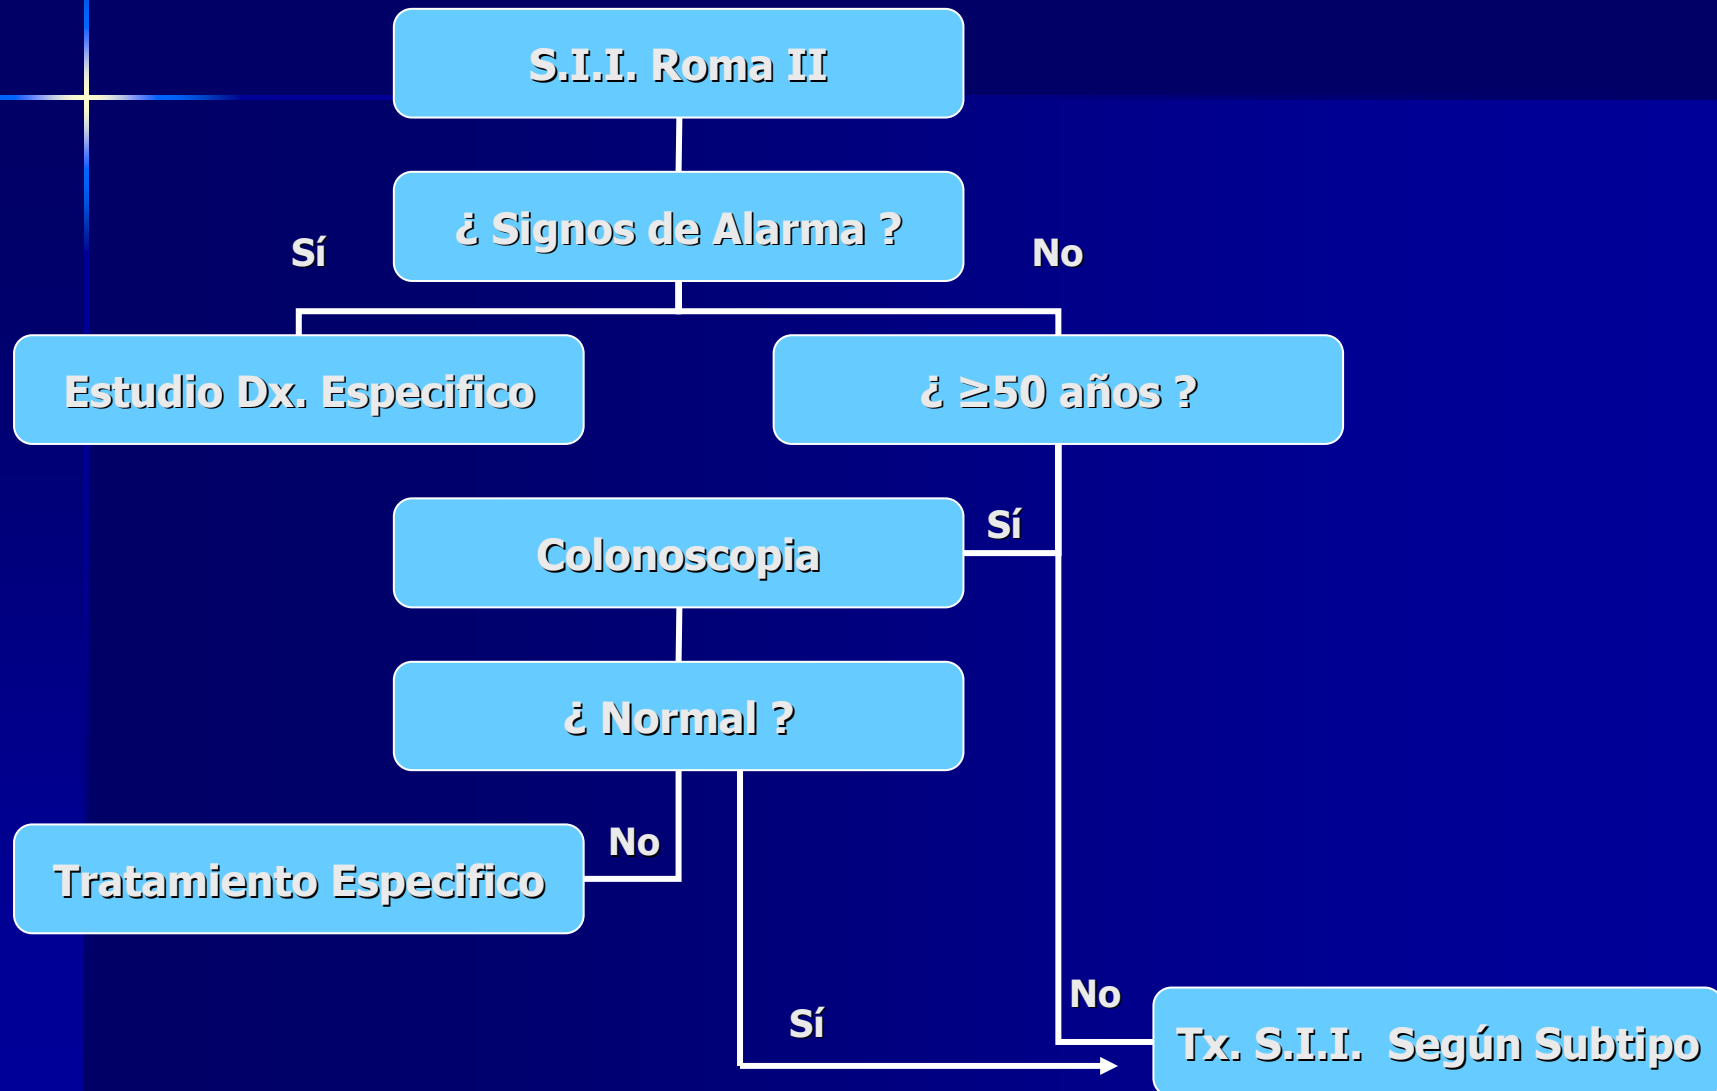 S.I.I. Roma II
¿ Signos de Alarma ?
Sí
No
Estudio Dx. Especifico
¿ ≥50 años ?
Sí
Colonoscopia
¿ Normal ?
No
Tratamiento Especifico
No
Sí
Tx. S.I.I. Según Subtipo